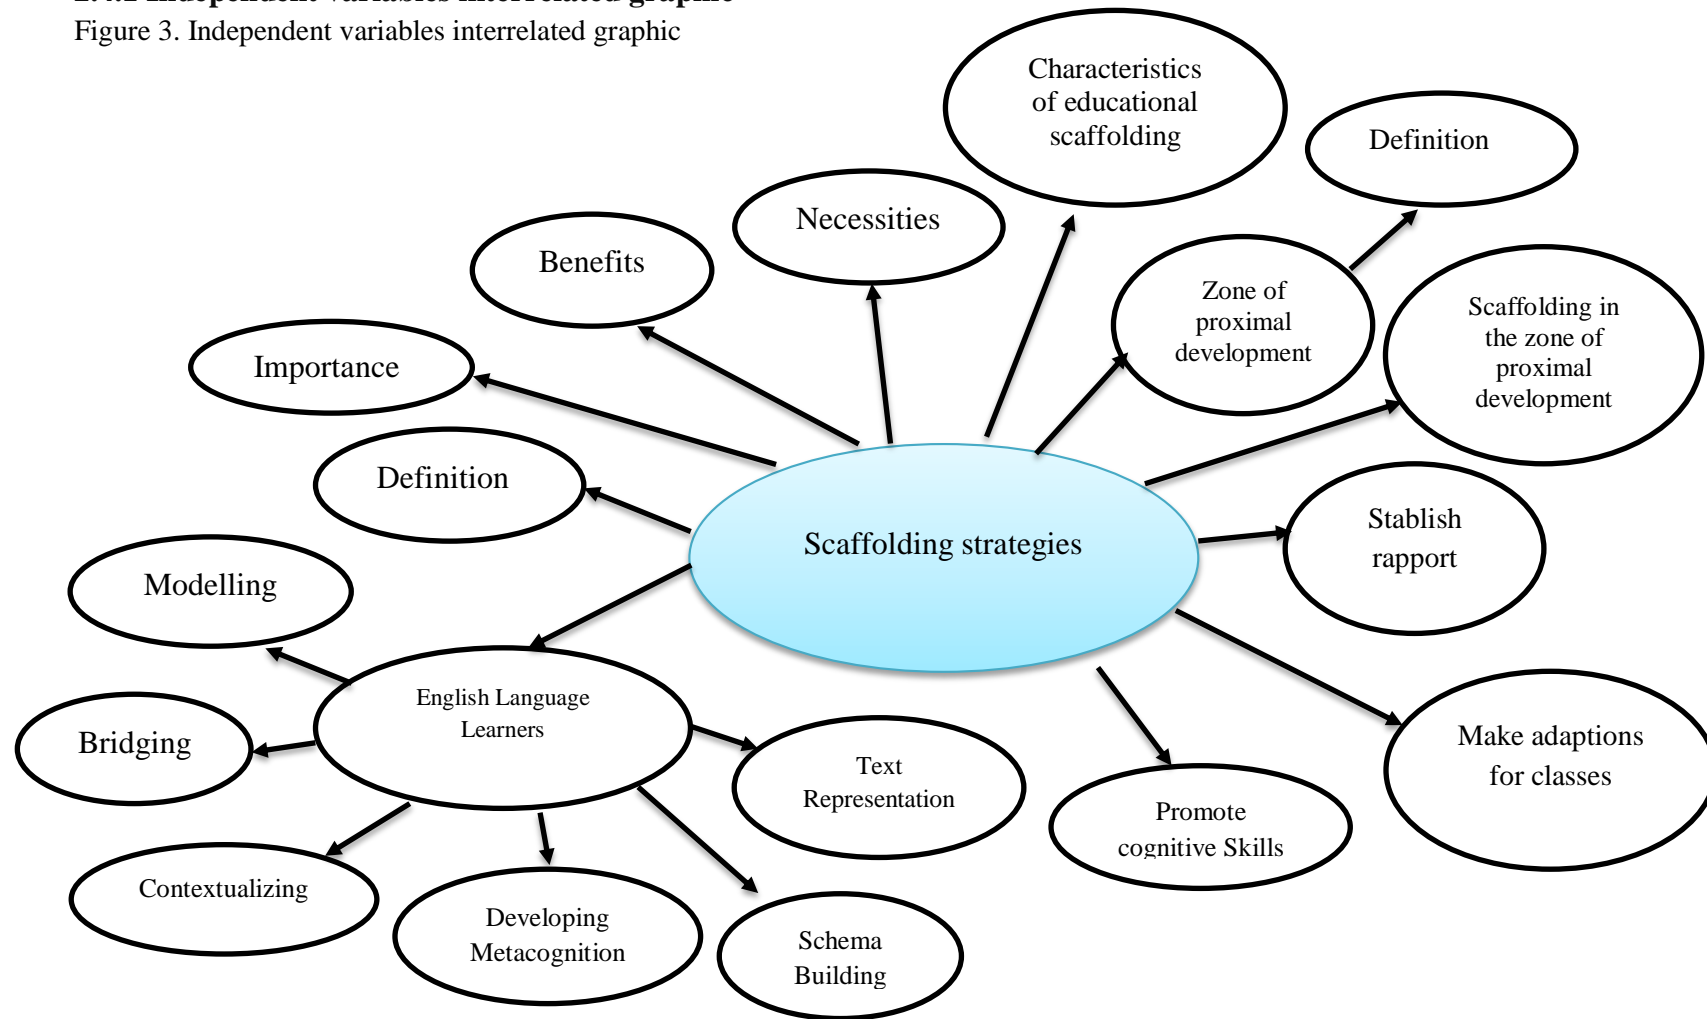 Figure 3. Independent variables interrelated graphic
Characteristics
of educational
scaffolding
Definition
Necessities
Benefits
Zone of
proximal
development
Scaffolding in
the zone of
proximal
development
Importance
Definition
Scaffolding strategies
Stablish
rapport
Modelling
English Language
Learners
Bridging
Text
Representation
Make adaptions
for classes
Promote
cognitive Skills
Contextualizing
Developing
Metacognition
Schema
Building